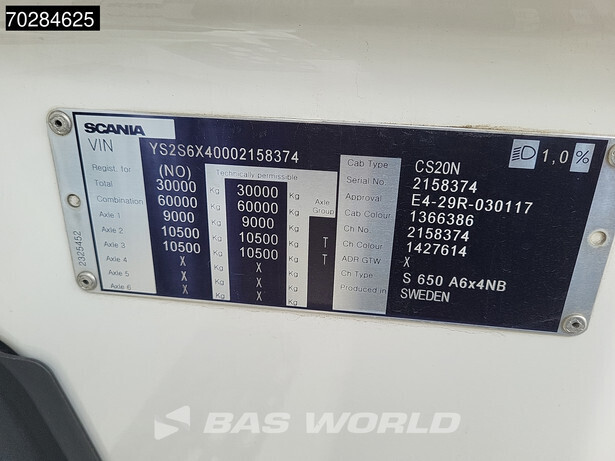 70284625
SCANIA
VIN YS2S6X40002158374
Regist. for (NO) Technically permissible
Total 30000 Kg 30000 Kg
Combination 60000 Kg 60000 Kg Axle Group
Axle 1 9000 Kg 9000 Kg
Axle 2 10500 Kg 10500 Kg T
Axle 3 10500 Kg 10500 Kg T
Axle 4 X Kg X Kg
Axle 5 X Kg X Kg
Axle 6 X Kg X Kg
2325452
Cab Type CS20N
Serial No. 2158374
Approval E4-29R-030117
Cab Colour 1366386
Ch No. 2158374
Ch Colour 1427614
ADR GTW X
Ch Type S 650 A6x4NB
Produced in SWEDEN
1,0 %
BAS WORLD